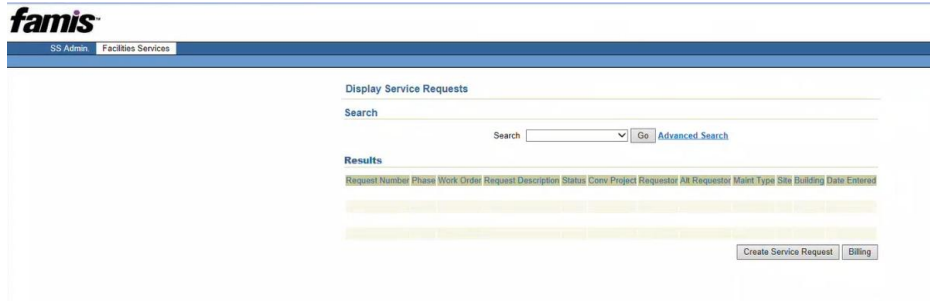 famis
SS Admin. Facilities Services
Display Service Requests
Search
Search Go Advanced Search
Results
Request Number Phase Work Order Request Description Status Conv Project Requestor Alt Requestor Maint Type Site Building Date Entered
Create Service Request Billing